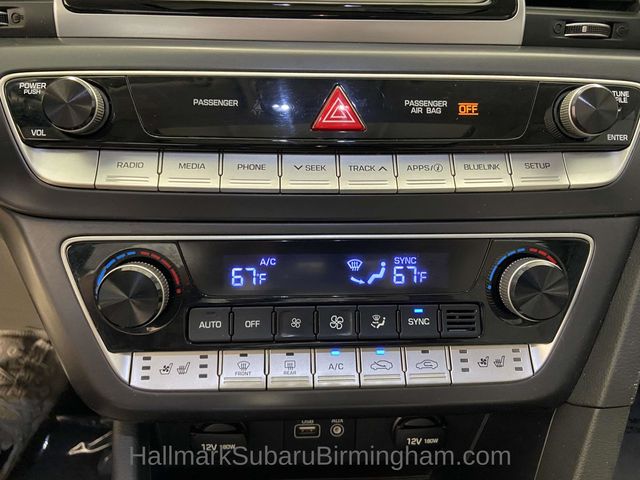 POWER PUSH
VOL
PASSENGER
PASSENGER AIR BAG OFF
TUNE
ENTER
RADIO MEDIA PHONE SEEK TRACK APPS/i BLUELINK SETUP
A/C
67°F
SYNC
67°F
AUTO OFF SYNC
FRONT REAR A/C
12V 180W
USB AUX
12V 180W
HallmarkSubaruBirmingham.com